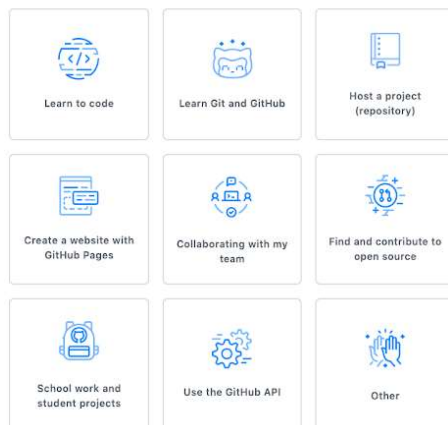 Learn to code
Learn Git and GitHub
Host a project
(repository)
Create a website with
GitHub Pages
Collaborating with my
team
Find and contribute to
open source
School work and
student projects
Use the GitHub API
Other